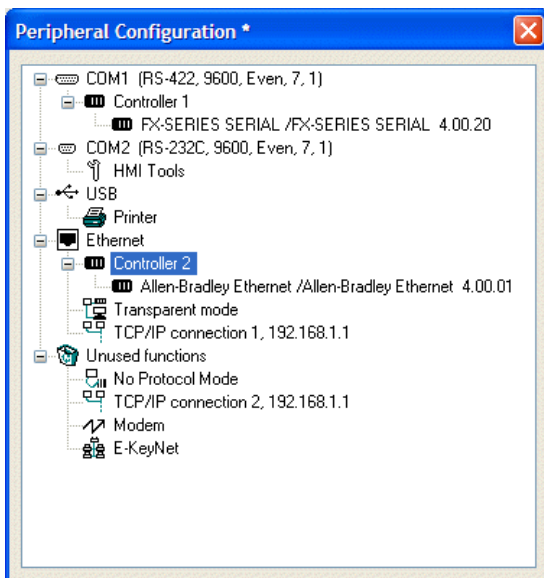 Peripheral Configuration *
COM1 (RS-422, 9600, Even, 7, 1)
Controller 1
FX-SERIES SERIAL /FX-SERIES SERIAL 4.00.20
COM2 (RS-232C, 9600, Even, 7, 1)
HMI Tools
USB
Printer
Ethernet
Controller 2
Allen-Bradley Ethernet /Allen-Bradley Ethernet 4.00.01
Transparent mode
TCP/IP connection 1, 192.168.1.1
Unused functions
No Protocol Mode
TCP/IP connection 2, 192.168.1.1
Modem
E-KeyNet